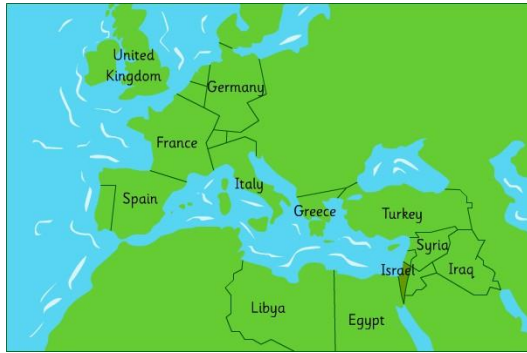 United
Kingdom
Germany
France
Italy
Spain
Greece
Turkey
Syria
Israel
Iraq
Libya
Egypt